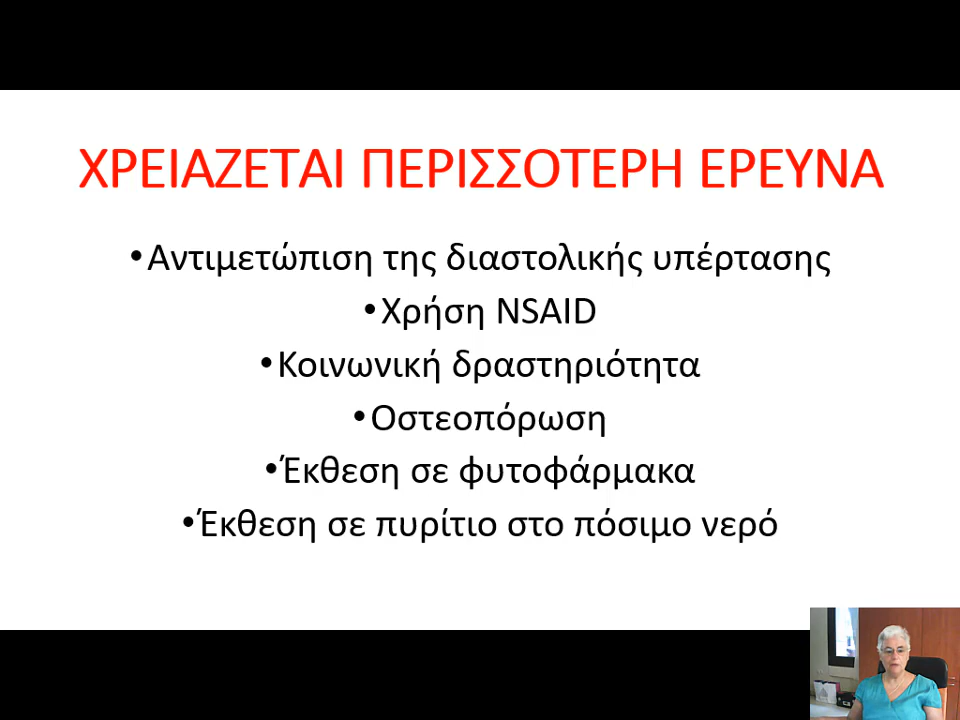 ΧΡΕΙΑΖΕΤΑΙ ΠΕΡΙΣΣΟΤΕΡΗ ΕΡΕΥΝΑ
•Αντιμετώπιση της διαστολικής υπέρτασης
•Χρήση NSAID
•Κοινωνική δραστηριότητα
•Οστεοπόρωση
•Έκθεση σε φυτοφάρμακα
•Έκθεση σε πυρίτιο στο πόσιμο νερό